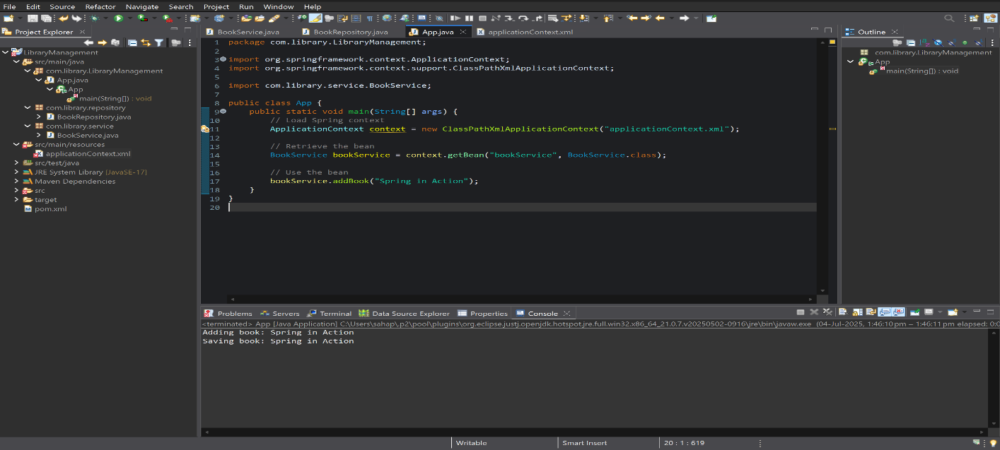 File Edit Source Refactor Navigate Search Project Run Window Help
Project Explorer
LibraryManagement
src/main/java
com.library.LibraryManagement
App.java
App
main(String[]) : void
com.library.repository
BookRepository.java
com.library.service
BookService.java
src/main/resources
applicationContext.xml
src/test/java
JRE System Library [JavaSE-17]
Maven Dependencies
src
target
pom.xml
BookService.java BookRepository.java App.java applicationContext.xml
1 package com.library.LibraryManagement;
2
3 import org.springframework.context.ApplicationContext;
4 import org.springframework.context.support.ClassPathXmlApplicationContext;
5
6 import com.library.service.BookService;
7
8 public class App {
9 public static void main(String[] args) {
10 // Load Spring context
11 ApplicationContext context = new ClassPathXmlApplicationContext("applicationContext.xml");
12
13 // Retrieve the bean
14 BookService bookService = context.getBean("bookService", BookService.class);
15
16 // Use the bean
17 bookService.addBook("Spring in Action");
18 }
19 }
20
Outline
com.library.LibraryManagement
App
main(String[]) : void
Problems Servers Terminal Data Source Explorer Properties Console
<terminated> App [Java Application] C:\Users\sahap\.p2\pool\plugins\org.eclipse.justj.openjdk.hotspot.jre.full.win32.x86_64_21.0.7.v20250502-0916\jre\bin\javaw.exe (04-Jul-2025, 1:46:10 pm – 1:46:11 pm elapsed: 0:0
Adding book: Spring in Action
Saving book: Spring in Action
Writable Smart Insert 20 : 1 : 619